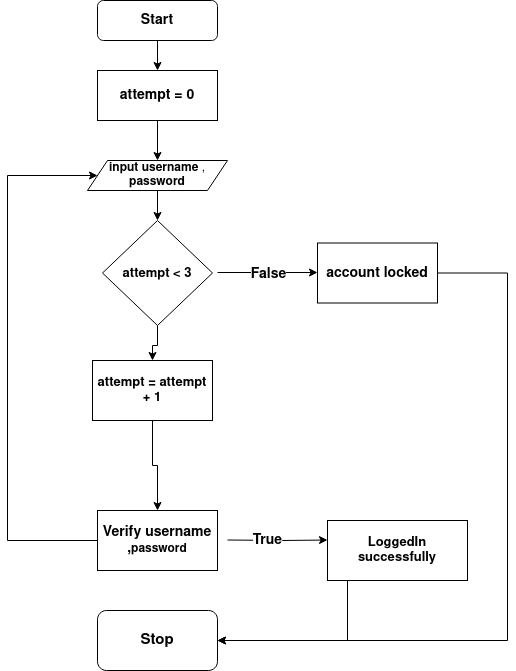 Start
attempt = 0
input username ,
password
attempt < 3
False
account locked
attempt = attempt
+ 1
Verify username
,password
True
LoggedIn
successfully
Stop